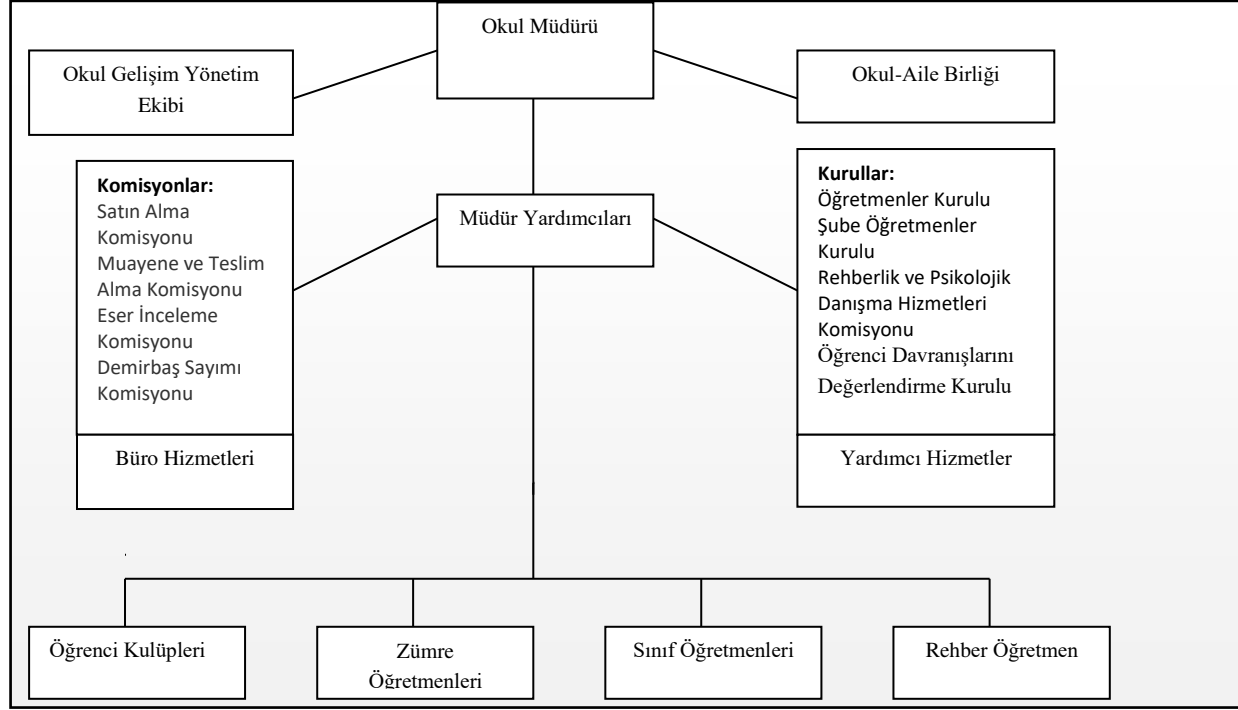 Okul Müdürü
Okul Gelişim Yönetim
Ekibi
Okul-Aile Birliği
Komisyonlar:
Satın Alma
Komisyonu
Muayene ve Teslim
Alma Komisyonu
Eser İnceleme
Komisyonu
Demirbaş Sayımı
Komisyonu
Müdür Yardımcıları
Kurullar:
Öğretmenler Kurulu
Şube Öğretmenler
Kurulu
Rehberlik ve Psikolojik
Danışma Hizmetleri
Komisyonu
Öğrenci Davranışlarını
Değerlendirme Kurulu
Büro Hizmetleri
Yardımcı Hizmetler
Öğrenci Kulüpleri
Zümre
Öğretmenleri
Sınıf Öğretmenleri
Rehber Öğretmen